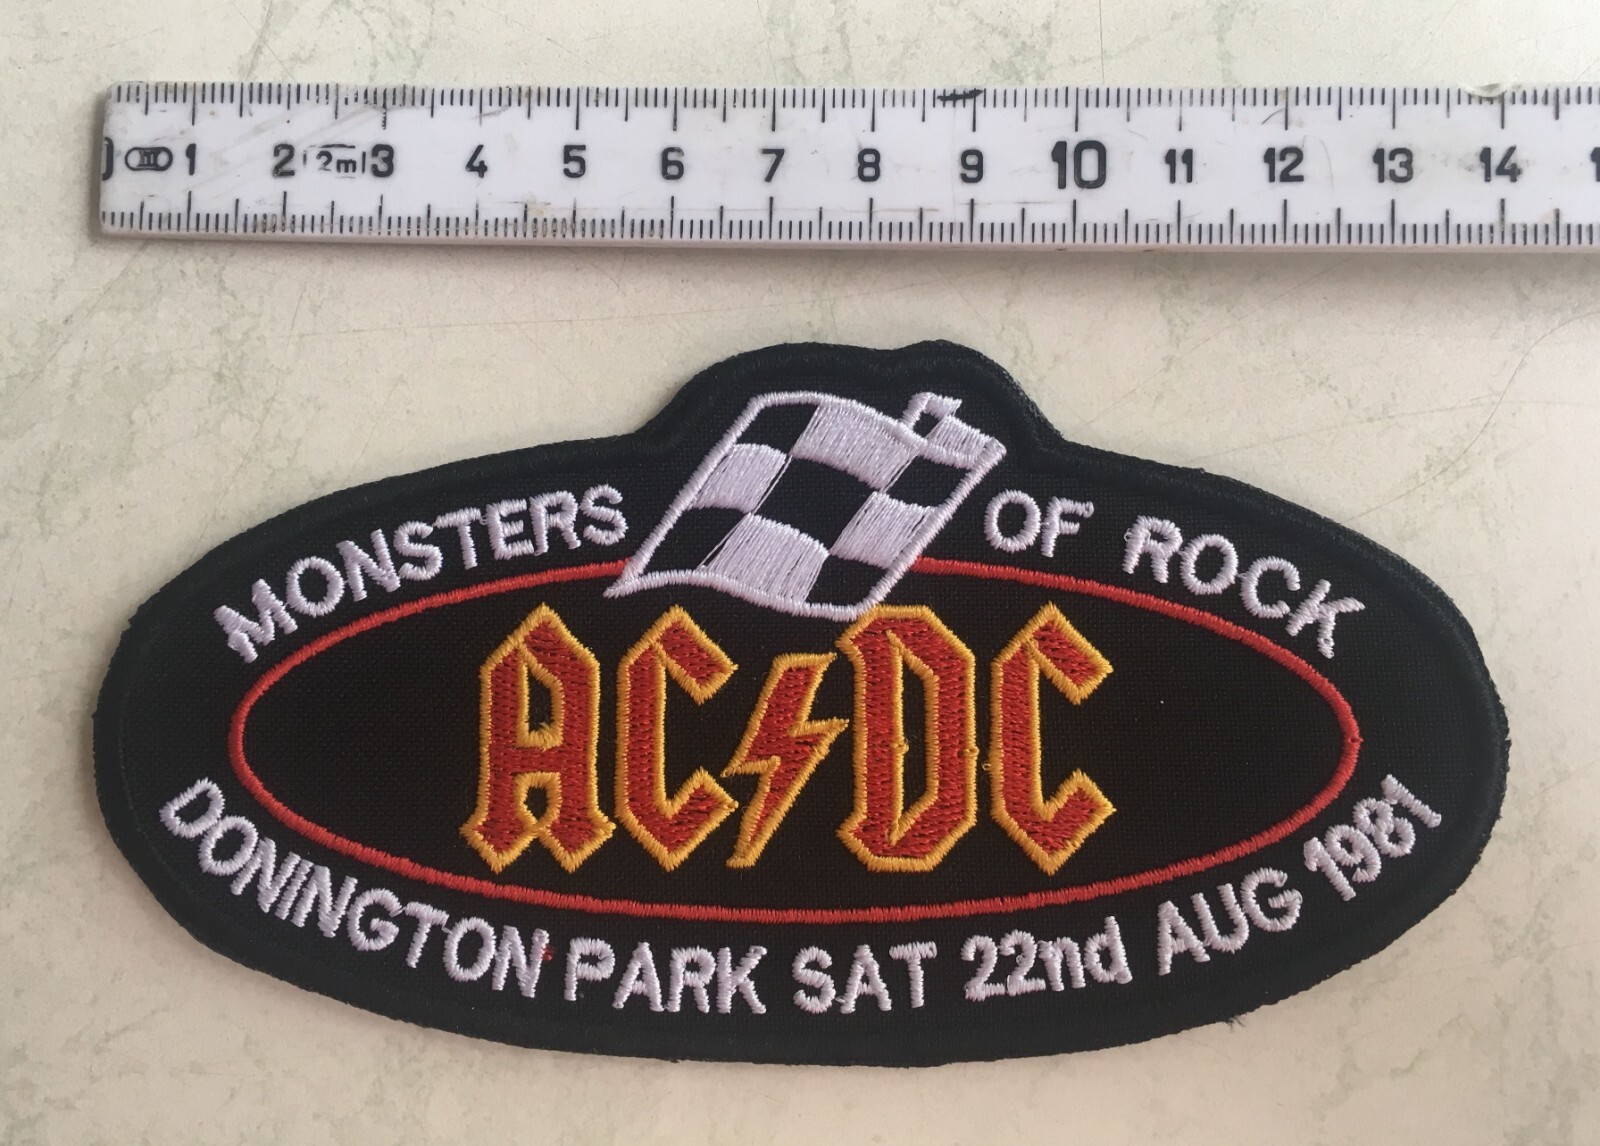 1 2 2m 3 4 5 6 7 8 9 10 11 12 13 14
MONSTERS OF ROCK
AC DC
DONINGTON PARK SAT 22nd AUG 1981